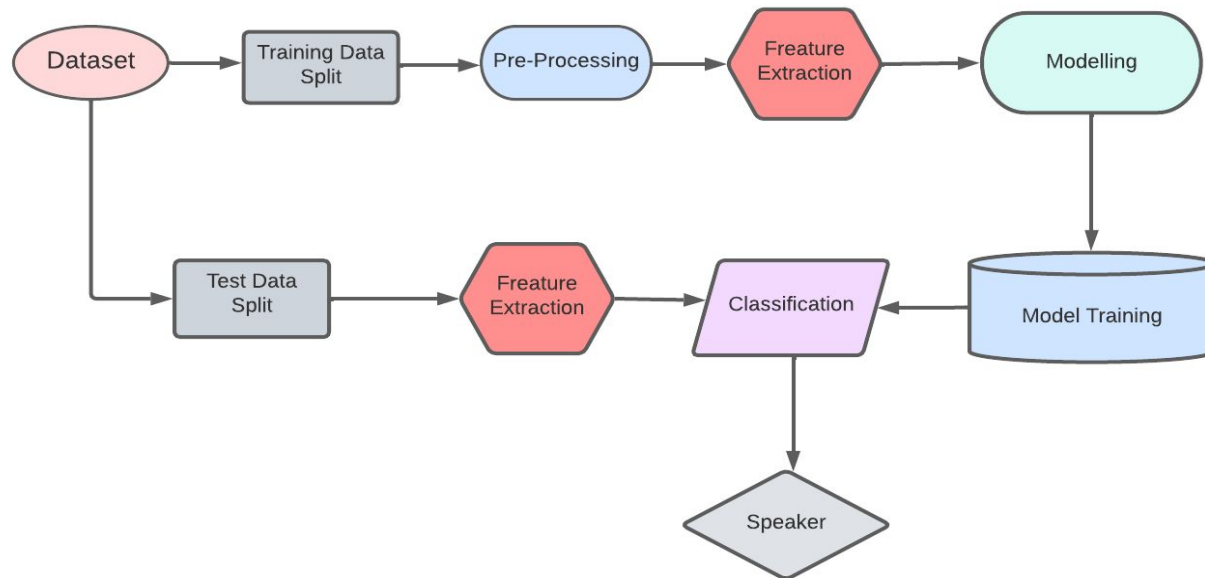 Dataset
Training Data
Split
Pre-Processing
Freature
Extraction
Modelling
Test Data
Split
Freature
Extraction
Classification
Model Training
Speaker